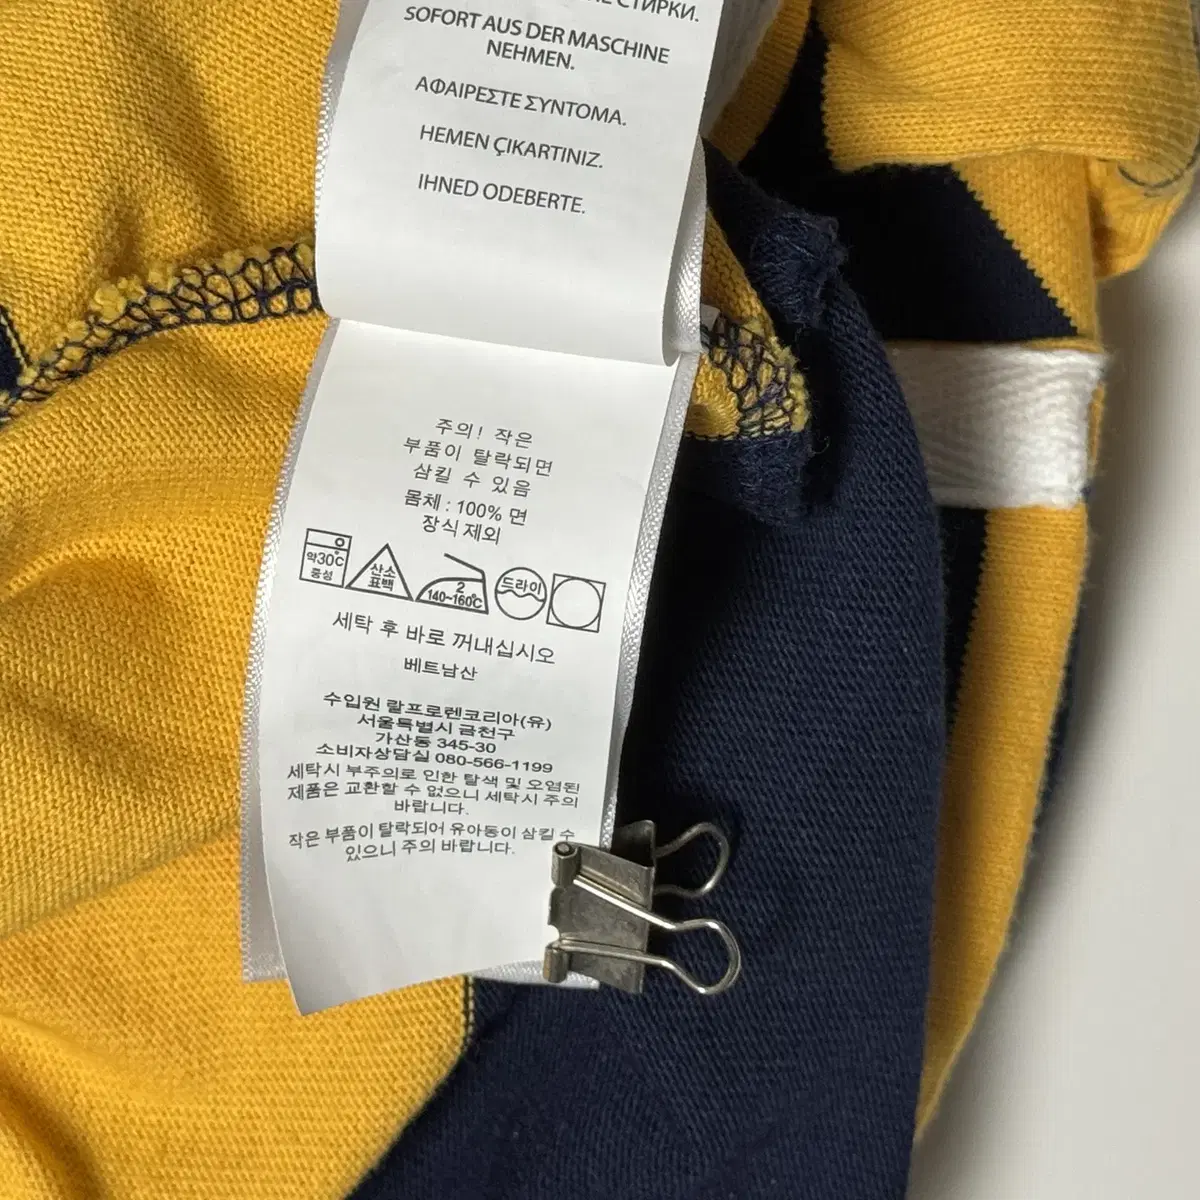 СТИРКИ.
SOFORT AUS DER MASCHINE
NEHMEN.
ΑΦΑΙΡΕΣΤΕ ΣΥΝΤΟΜΑ.
HEMEN ÇIKARTINIZ.
IHNED ODEBERTE.
주의! 작은
부품이 탈락되면
삼킬 수 있음
몸체 : 100% 면
장식 제외
약30℃
중성
산소
표백
2
140~160℃
드라이
세탁 후 바로 꺼내십시오
베트남산
수입원 랄프로렌코리아(유)
서울특별시 금천구
가산동 345-30
소비자상담실 080-566-1199
세탁시 부주의로 인한 탈색 및 오염된
제품은 교환할 수 없으니 세탁시 주의
바랍니다.
작은 부품이 탈락되어 유아동이 삼킬 수
있으니 주의 바랍니다.